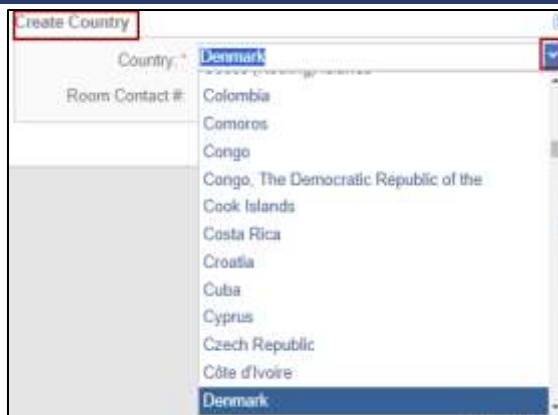 Create Country
Country: * Denmark
Room Contact #:
Colombia
Comoros
Congo
Congo, The Democratic Republic of the
Cook Islands
Costa Rica
Croatia
Cuba
Cyprus
Czech Republic
Côte d'Ivoire
Denmark